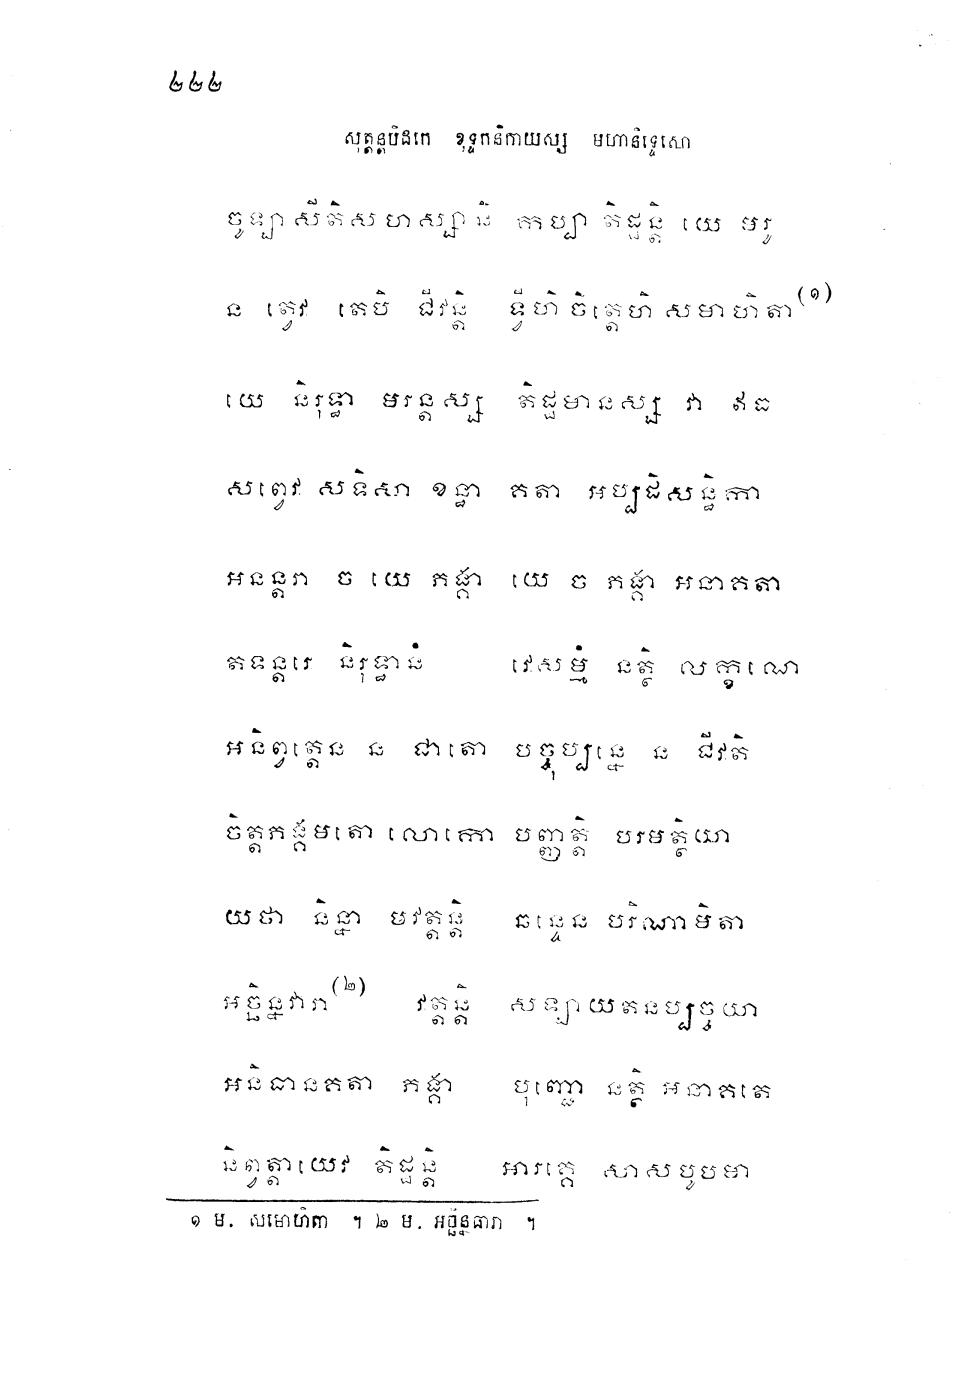 ២២២
សុត្តន្តបិដកេ ខុទ្ទកនិកាយស្ស មហានិទ្ទេសោ
ចូឡាសីតិសហស្សានិ កប្បា តិដ្ឋន្តិ យេ មរូ
ន ត្វេវ តេបិ ជីវន្តិ ទ្វីហិ ចិត្តេហិ សមាហិតា(១)
យេ និរុទ្ធា មរន្តស្ស តិដ្ឋមានស្ស វា ឥធ
សព្វេវ សទិសា ខន្ធា គតា អប្បដិសន្ធិកា
អនន្តរា ច យេ ភង្គា យេ ច ភង្គា អនាគតា
តទន្តរេ និរុទ្ធានំ វេសម្មំ នត្ថិ លក្ខណេ
អនិព្វត្តេន ន ជាតោ បច្ចុប្បន្នេ ន ជីវតិ
ចិត្តភង្គមតោ លោកោ បញ្ញត្តិ បរមត្ថិយា
យថា និន្នា បវត្តន្តិ ឆន្ទេន បរិណាមិតា
អច្ឆិន្នវារា(២) វត្តន្តិ សឡាយតនប្បច្ចយា
អនិធានគតា ភង្គា បុញ្ជោ នត្ថិ អនាគតេ
និព្វត្តាយេវ តិដ្ឋន្តិ អារគ្គេ សាសបូបមា
១ ម. សមោហិតា ។ ២ ម. អច្ឆិន្នធារា ។